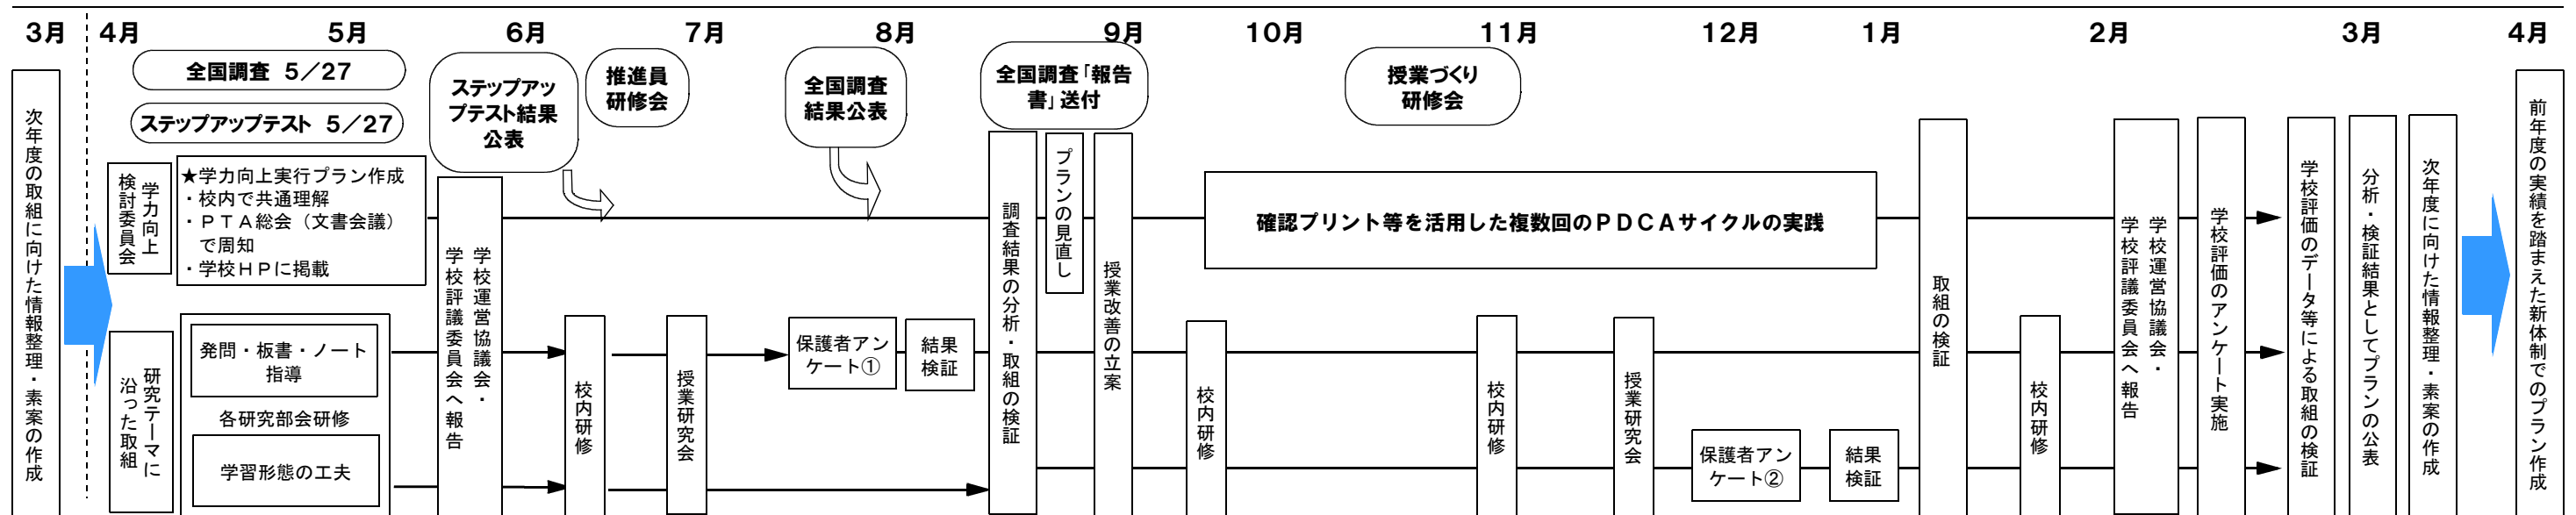 3月
4月
5月
6月
7月
8月
9月
10月
11月
12月
1月
2月
3月
4月
全国調査 5/27
ステップアップテスト 5/27
ステップアッ
プテスト結果
公表
推進員
研修会
全国調査
結果公表
全国調査「報告
書」送付
授業づくり
研修会
次年度の取組に向けた情報整理・素案の作成
学力向上
検討委員会
★学力向上実行プラン作成
・校内で共通理解
・PTA総会(文書会議)
で周知
・学校HPに掲載
研究テーマに
沿った取組
発問・板書・ノート
指導
各研究部会研修
学習形態の工夫
学校運営協議会・
学校評議委員会へ報告
校内研修
授業研究会
保護者アン
ケート①
結果
検証
調査結果の分析・取組の検証
プランの見直し
授業改善の立案
校内研修
確認プリント等を活用した複数回のPDCAサイクルの実践
校内研修
授業研究会
保護者アン
ケート②
結果
検証
取組の検証
校内研修
学校運営協議会・
学校評議委員会へ報告
学校評価のアンケート実施
学校評価のデータ等による取組の検証
分析・検証結果としてプランの公表
次年度に向けた情報整理・素案の作成
前年度の実績を踏まえた新体制でのプラン作成